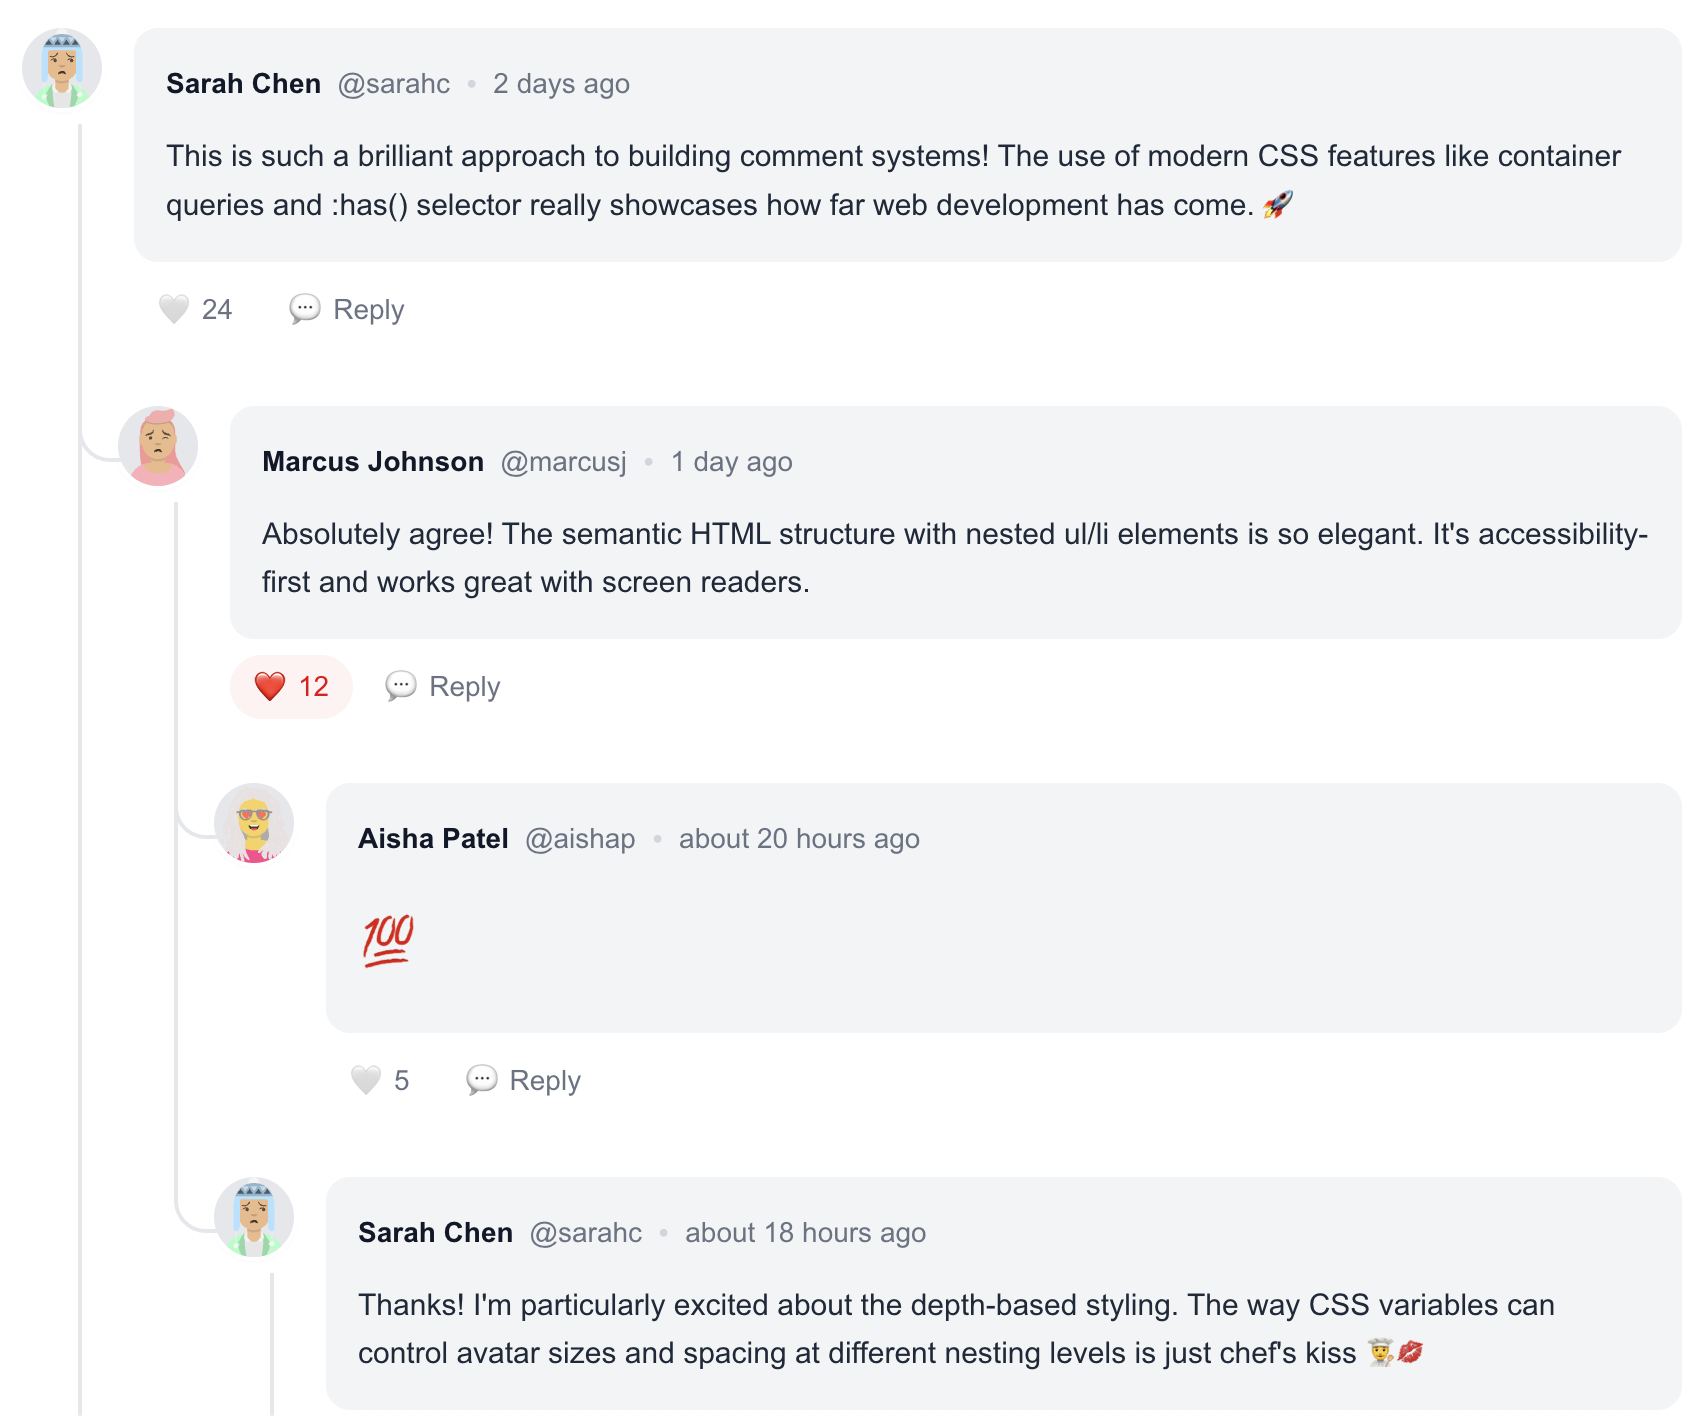 Sarah Chen @sarahc • 2 days ago
This is such a brilliant approach to building comment systems! The use of modern CSS features like container
queries and :has() selector really showcases how far web development has come. 🚀
🤍 24 💬 Reply
Marcus Johnson @marcusj • 1 day ago
Absolutely agree! The semantic HTML structure with nested ul/li elements is so elegant. It's accessibility-
first and works great with screen readers.
❤️ 12 💬 Reply
Aisha Patel @aishap • about 20 hours ago
💯
🤍 5 💬 Reply
Sarah Chen @sarahc • about 18 hours ago
Thanks! I'm particularly excited about the depth-based styling. The way CSS variables can
control avatar sizes and spacing at different nesting levels is just chef's kiss 👨‍🍳💋